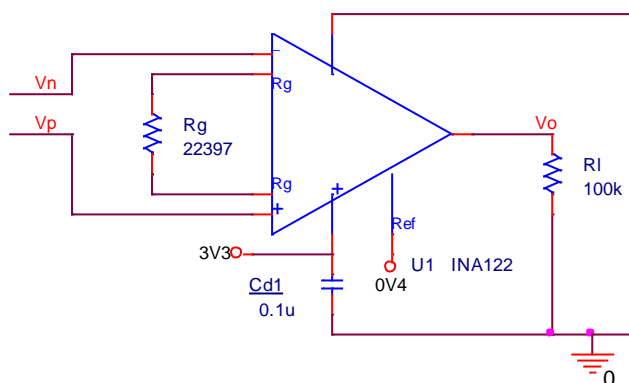 Vn
−
Rg
Vp
Rg
22397
Vo
Rl
100k
Rg
+
+
Ref
3V3
U1 INA122
Cd1
0.1u
0V4
0